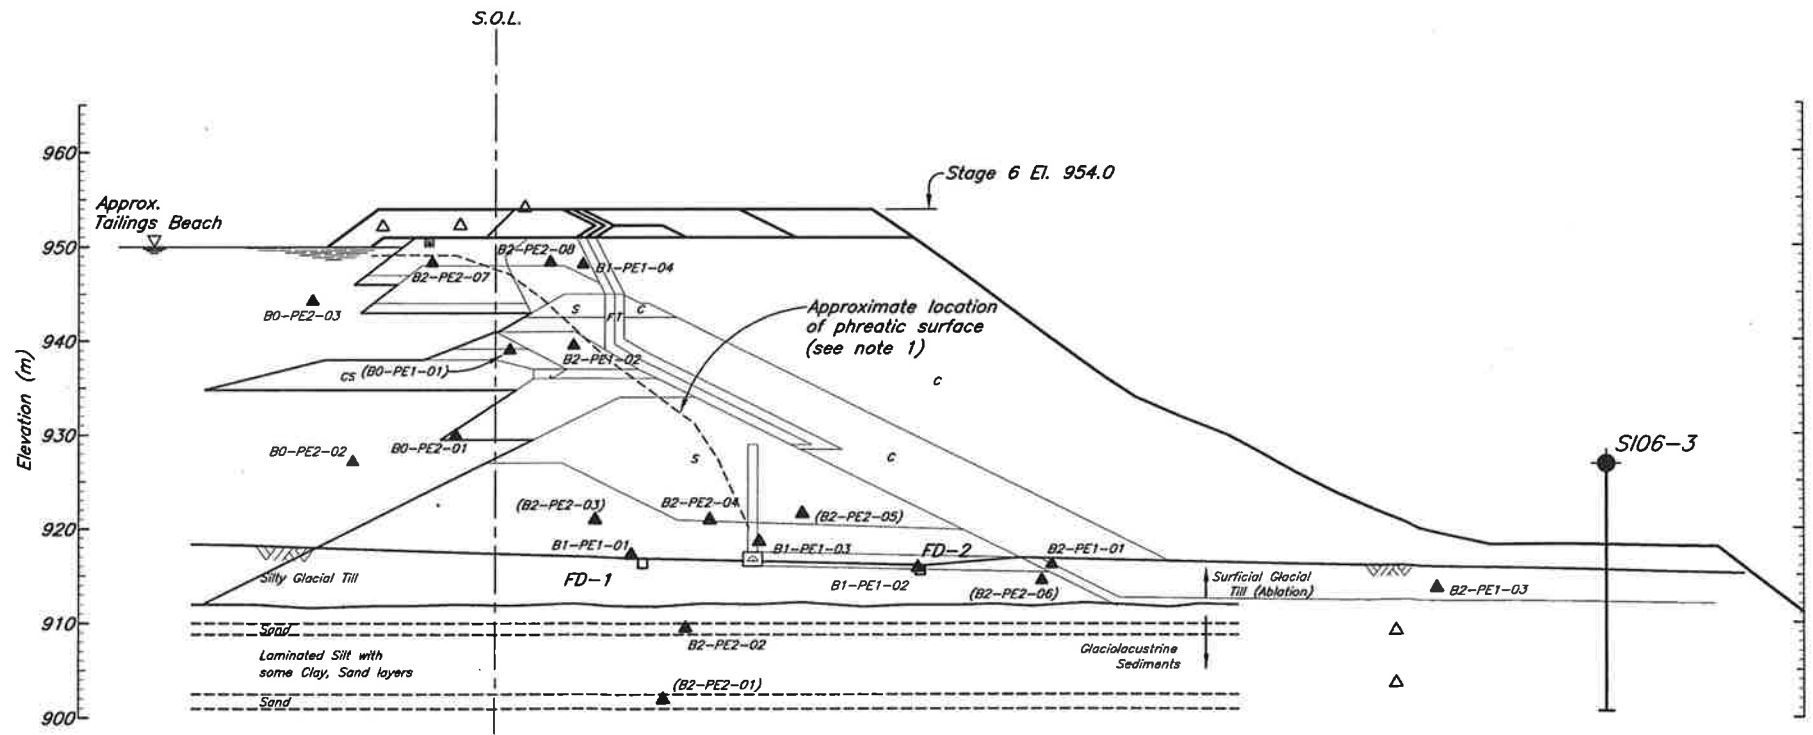 S.O.L.
960
950
940
930
920
910
900
Elevation (m)
Approx.
Tailings Beach
Stage 6 El. 954.0
B2-PE2-08
B2-PE2-07
B1-PE1-04
B0-PE2-03
S
C
FT
Approximate location
of phreatic surface
(see note 1)
B2-PE1-02
CS
(B0-PE1-01)
C
B0-PE2-02
B0-PE2-01
S
C
SI06-3
(B2-PE2-03)
B2-PE2-04
(B2-PE2-05)
B1-PE1-01
B1-PE1-03
FD-2
B2-PE1-01
Silty Glacial Till
FD-1
B1-PE1-02
(B2-PE2-06)
Surficial Glacial
Till (Ablation)
B2-PE1-03
Sand
B2-PE2-02
Laminated Silt with
some Clay, Sand layers
Glaciolacustrine
Sediments
(B2-PE2-01)
Sand